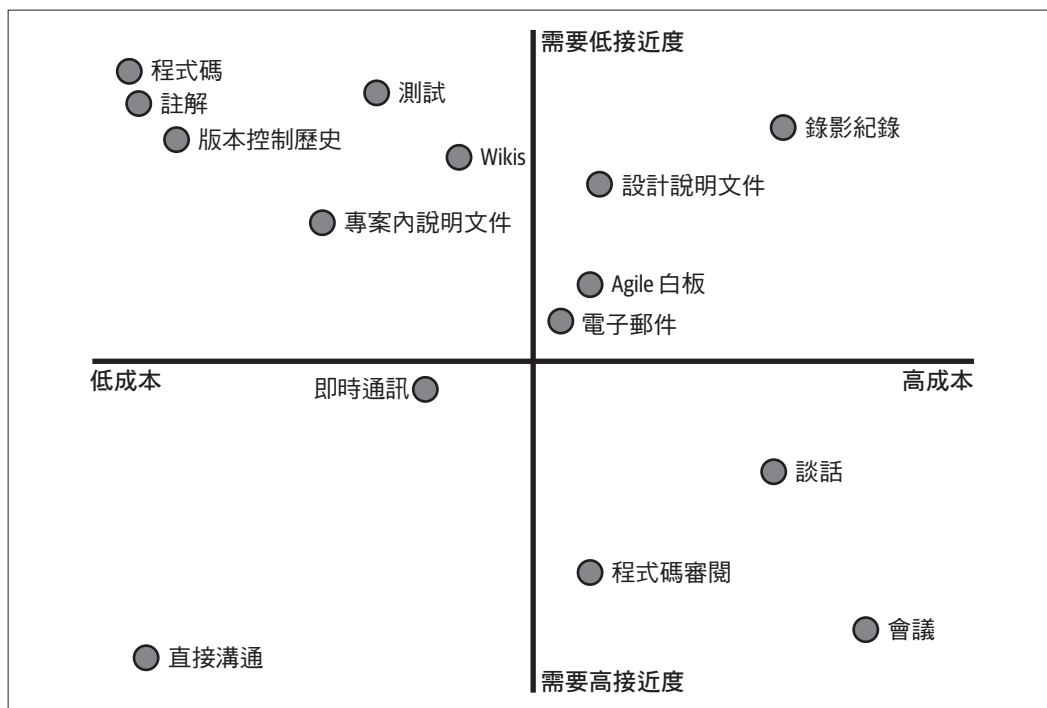 需要低接近度
程式碼
測試
註解
錄影紀錄
版本控制歷史
Wikis
設計說明文件
專案內說明文件
Agile 白板
電子郵件
低成本
高成本
即時通訊
談話
程式碼審閱
會議
直接溝通
需要高接近度